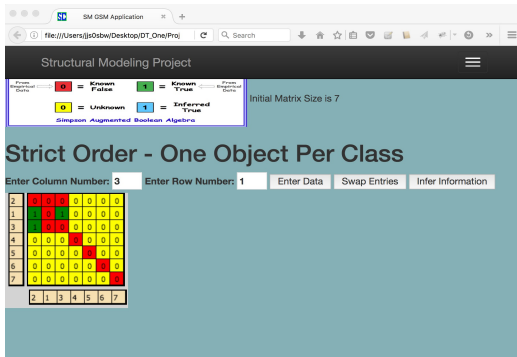 SM GSM Application
file:///Users/jjs0sbw/Desktop/DT_One/Proj
Search
Structural Modeling Project
From Empirical Data 0 = Known False 1 = Known True From Empirical Data
0 = Unknown 1 = Inferred True
Simpson Augmented Boolean Algebra
Initial Matrix Size is 7
Strict Order - One Object Per Class
Enter Column Number: 3 Enter Row Number: 1 Enter Data Swap Entries Infer Information
2 0 0 0 0 0 0 0
1 1 0 1 0 0 0 0
3 1 0 0 0 0 0 0
4 0 0 0 0 0 0 0
5 0 0 0 0 0 0 0
6 0 0 0 0 0 0 0
7 0 0 0 0 0 0 0
2 1 3 4 5 6 7